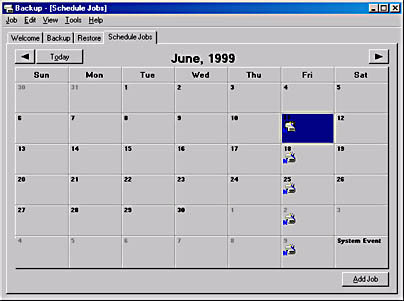 Backup - [Schedule Jobs]
Job Edit View Tools Help
Welcome Backup Restore Schedule Jobs
Today June, 1999
Sun Mon Tue Wed Thu Fri Sat
30 31 1 2 3 4 5
6 7 8 9 10 11 12
13 14 15 16 17 18 19
20 21 22 23 24 25 26
27 28 29 30 1 2 3
4 5 6 7 8 9 System Event
Add Job